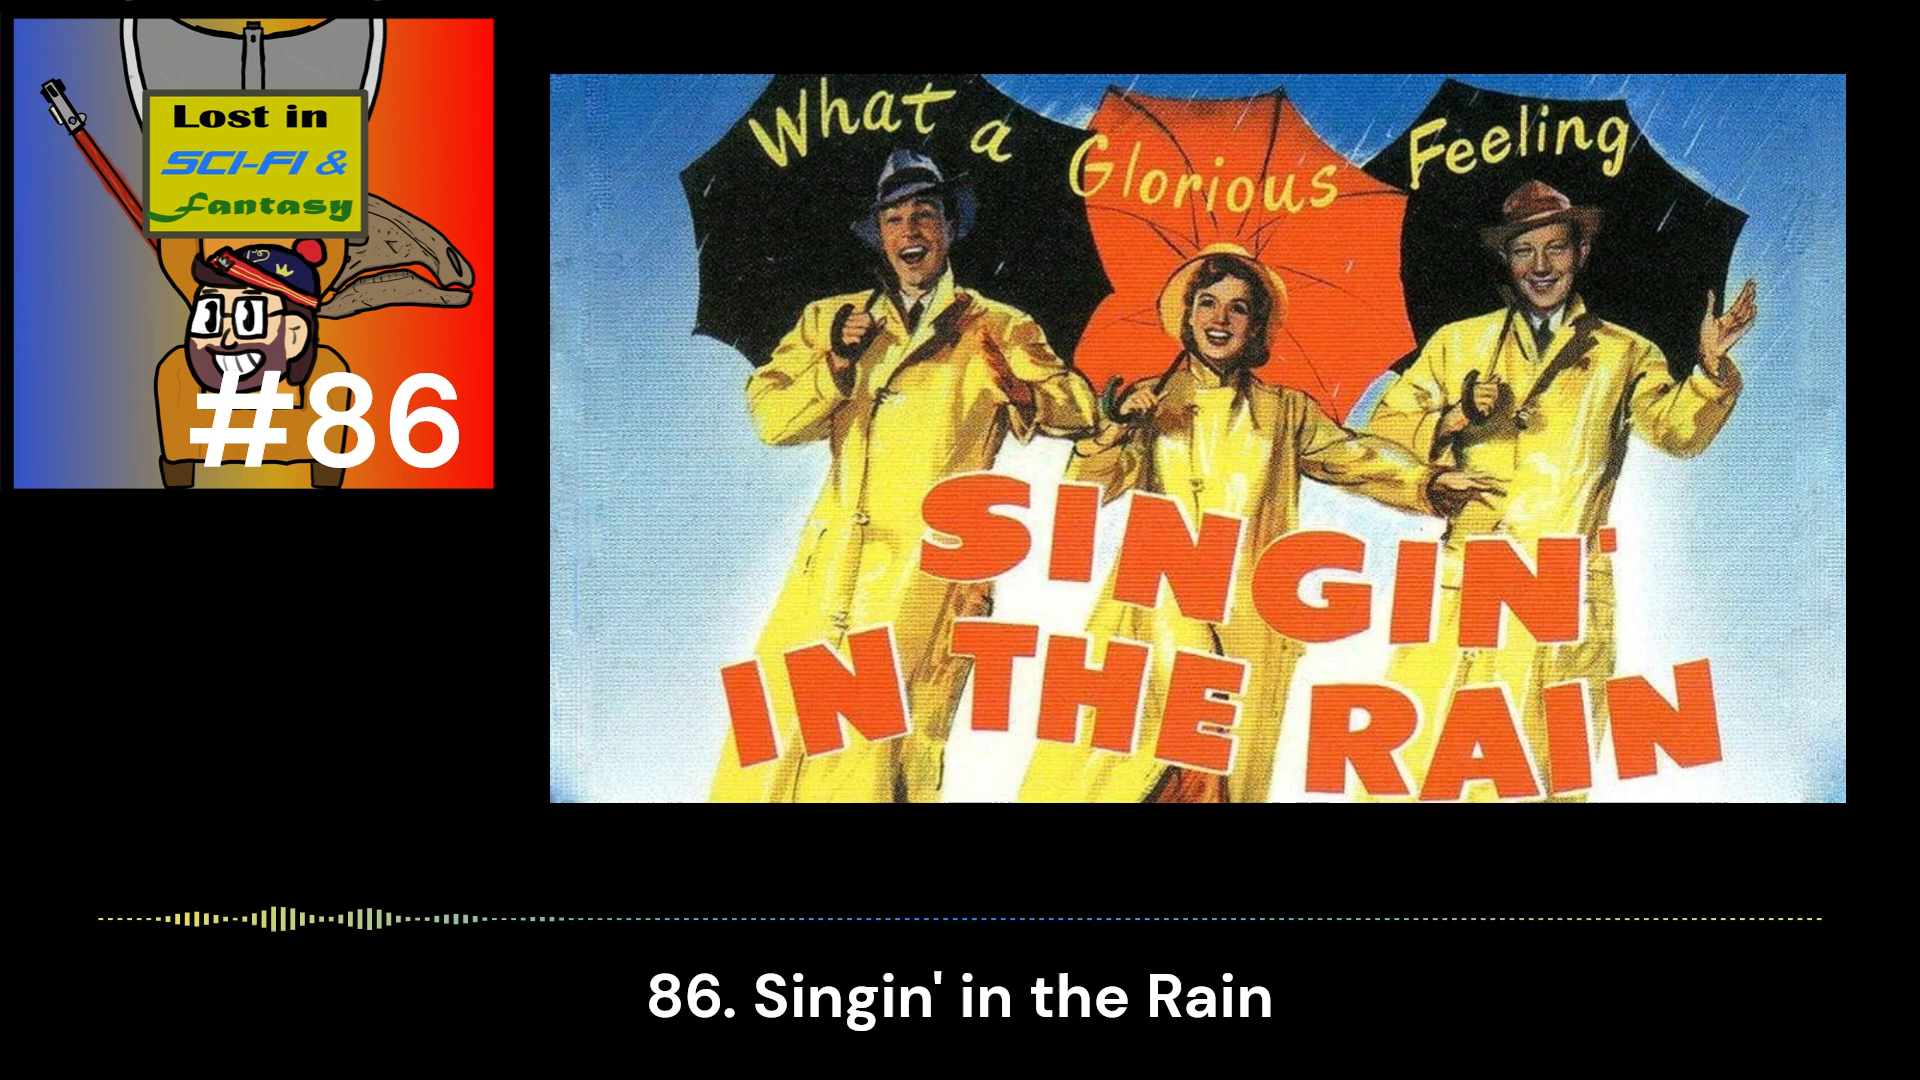 Lost in
SCI-FI &
fantasy
#86
What a Glorious Feeling
SINGIN'
IN THE RAIN
86. Singin' in the Rain